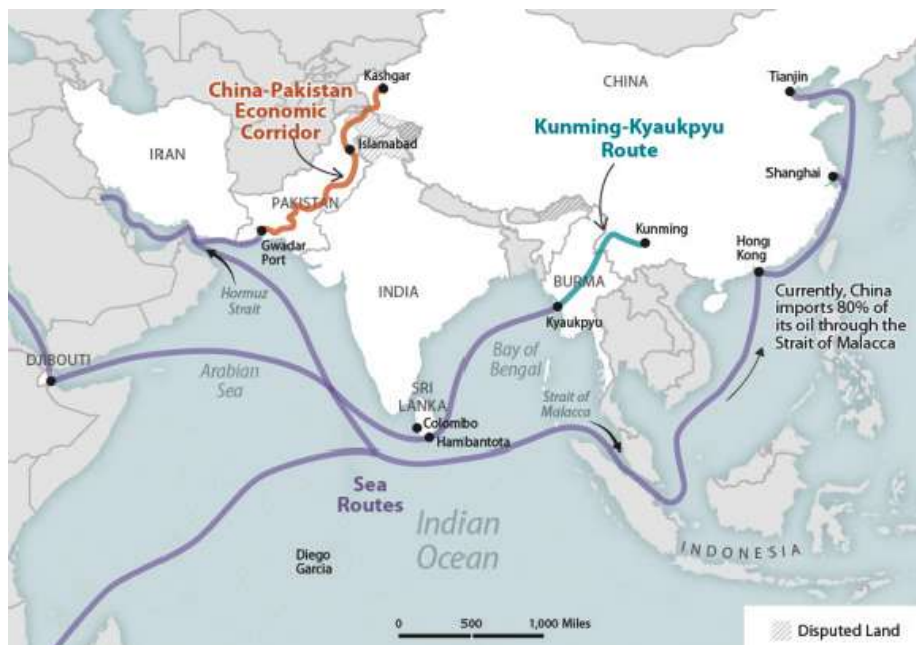 Kashgar
CHINA
Tianjin
China-Pakistan
Economic
Corridor
Kunming-Kyaukpyu
Route
Islamabad
IRAN
Shanghai
PAKISTAN
Gwadar
Port
Kunming
Hong
Kong
Hormuz
Strait
INDIA
BURMA
Kyaukpyu
Currently, China
imports 80% of
its oil through the
Strait of Malacca
DJIBOUTI
Arabian
Sea
Bay of
Bengal
SRI
LANKA
Strait of
Malacca
Colombo
Hambantota
Sea
Routes
Indian
Ocean
Diego
Garcia
INDONESIA
0 500 1,000 Miles
Disputed Land